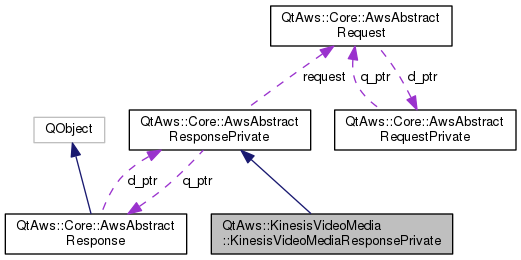 QtAws::Core::AwsAbstract
Request
request
q_ptr
d_ptr
QObject
QtAws::Core::AwsAbstract
ResponsePrivate
QtAws::Core::AwsAbstract
RequestPrivate
d_ptr
q_ptr
QtAws::Core::AwsAbstract
Response
QtAws::KinesisVideoMedia
::KinesisVideoMediaResponsePrivate